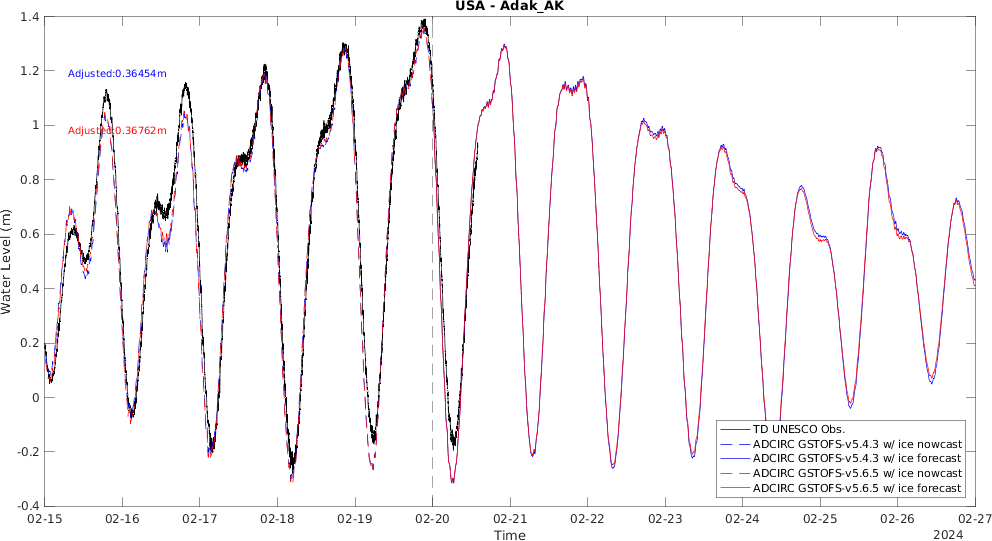 USA - Adak_AK
1.4
1.2
1
0.8
0.6
0.4
0.2
0
-0.2
-0.4
Water Level (m)
Adjusted:0.36454m
Adjusted:0.36762m
TD UNESCO Obs.
ADCIRC GSTOFS-v5.4.3 w/ ice nowcast
ADCIRC GSTOFS-v5.4.3 w/ ice forecast
ADCIRC GSTOFS-v5.6.5 w/ ice nowcast
ADCIRC GSTOFS-v5.6.5 w/ ice forecast
02-15 02-16 02-17 02-18 02-19 02-20 02-21 02-22 02-23 02-24 02-25 02-26 02-27
Time
2024